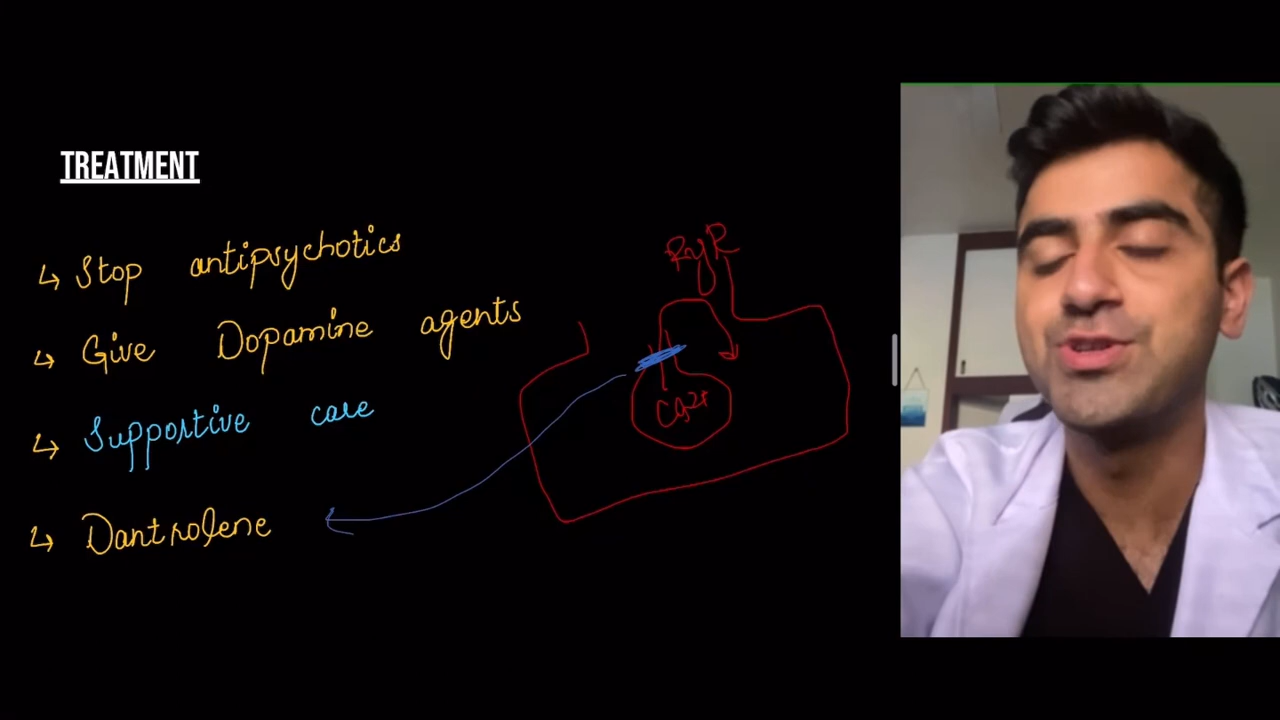 TREATMENT
↳ Stop antipsychotics
↳ Give Dopamine agents
↳ Supportive care
↳ Dantrolene
RyR
Ca2+